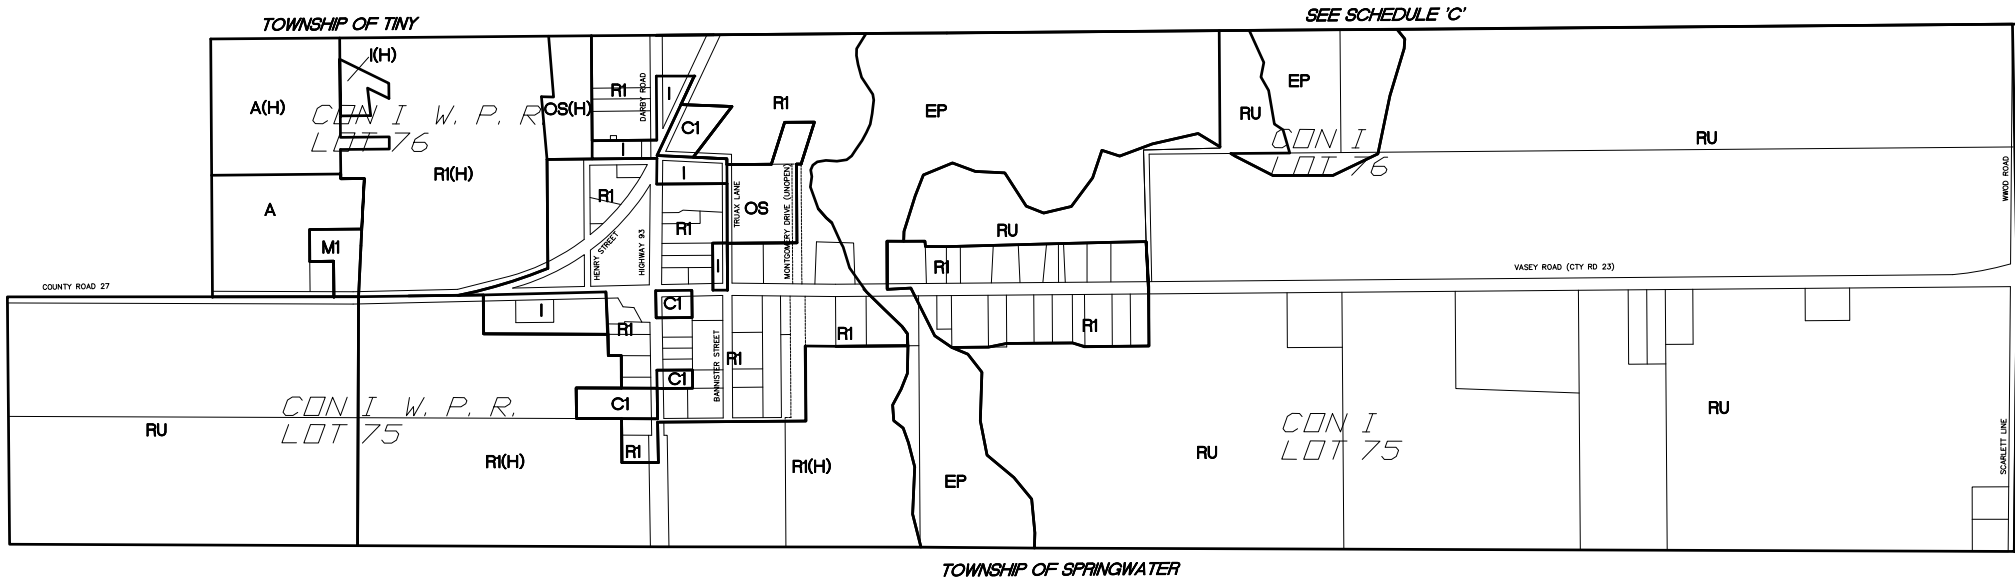 TOWNSHIP OF TINY
SEE SCHEDULE 'C'
I(H)
A(H)
CON I W. P. R.
LOT 76
OS(H)
R1
DARBY ROAD
I
C1
R1
EP
EP
RU
CON I
LOT 76
RU
I
R1(H)
I
A
R1
TRUAX LANE
OS
MONTGOMERY DRIVE (UNOPEN)
WWOD ROAD
M1
HENRY STREET
HIGHWAY 93
R1
I
RU
R1
VASEY ROAD (CTY RD 23)
COUNTY ROAD 27
I
C1
R1
R1
R1
BANNISTER STREET
R1
C1
C1
CON I W. P. R.
LOT 75
RU
R1(H)
R1
R1(H)
EP
RU
CON I
LOT 75
RU
SCARLETT LINE
TOWNSHIP OF SPRINGWATER